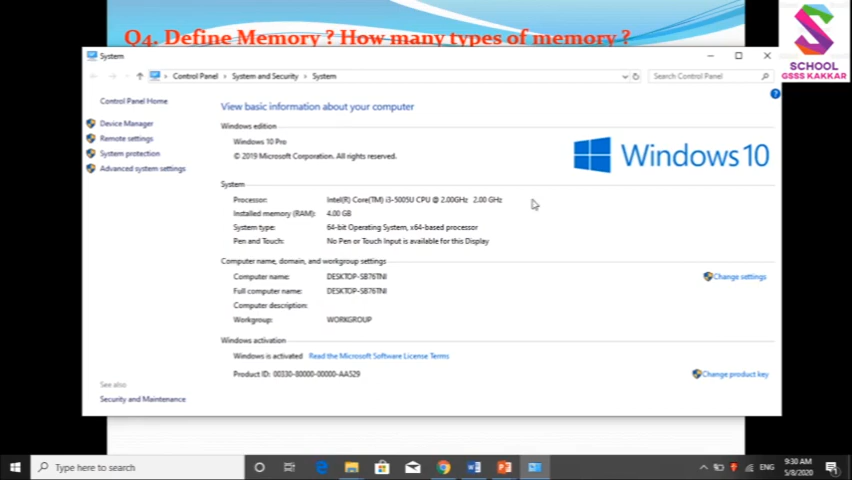 Q4. Define Memory ? How many types of memory ?
System
Control Panel > System and Security > System
Search Control Panel
SCHOOL
GSSS KAKKAR
Control Panel Home
Device Manager
Remote settings
System protection
Advanced system settings
View basic information about your computer
Windows edition
Windows 10 Pro
© 2019 Microsoft Corporation. All rights reserved.
Windows 10
System
Processor: Intel(R) Core(TM) i3-5005U CPU @ 2.00GHz 2.00 GHz
Installed memory (RAM): 4.00 GB
System type: 64-bit Operating System, x64-based processor
Pen and Touch: No Pen or Touch Input is available for this Display
Computer name, domain, and workgroup settings
Computer name: DESKTOP-SB76TNI
Change settings
Full computer name: DESKTOP-SB76TNI
Computer description:
Workgroup: WORKGROUP
Windows activation
Windows is activated Read the Microsoft Software License Terms
Product ID: 00330-80000-00000-AA529
Change product key
See also
Security and Maintenance
Type here to search
ENG
9:30 AM
5/8/2020